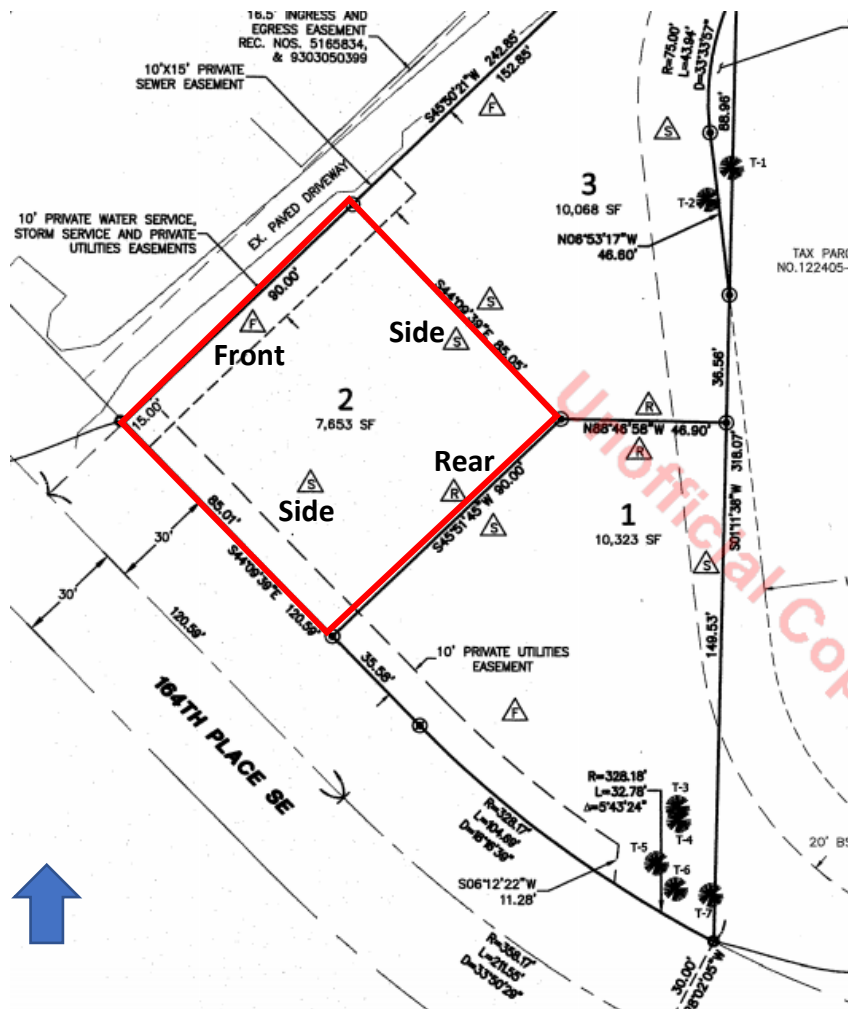 16.5' INGRESS AND
EGRESS EASEMENT
REC. NOS. 5165834,
& 9303050399
10'X15' PRIVATE
SEWER EASEMENT
S45°50'21"W 242.85'
152.85'
F
R=75.00'
L=43.94'
D=33°33'57"
88.96'
S
T-1
3
10,068 SF
T-2
N06°53'17"W
46.60'
TAX PARC
NO.122405-
10' PRIVATE WATER SERVICE,
STORM SERVICE AND PRIVATE
UTILITIES EASEMENTS
EX. PAVED DRIVEWAY
90.00'
F
Front
S44°09'39"E 85.05'
S
Side
S
36.56'
15.00'
2
7,653 SF
R
N88°46'58"W 46.90'
R
Rear
R
S45°51'45"W 90.00'
S
S
Side
S01°11'38"W 318.07'
1
10,323 SF
S
Unofficial Cop
85.01'
30'
S44°09'39"E 120.59'
30'
120.59'
149.53'
10' PRIVATE UTILITIES
EASEMENT
35.58'
F
164TH PLACE SE
R=328.18'
L=32.78'
Δ=5°43'24"
T-3
T-4
T-5
T-6
T-7
R=328.17'
L=104.69'
D=18°16'39"
S06°12'22"W
11.28'
20' BS
R=358.17'
L=211.55'
D=33°50'29"
30.00'
8°02'05"W